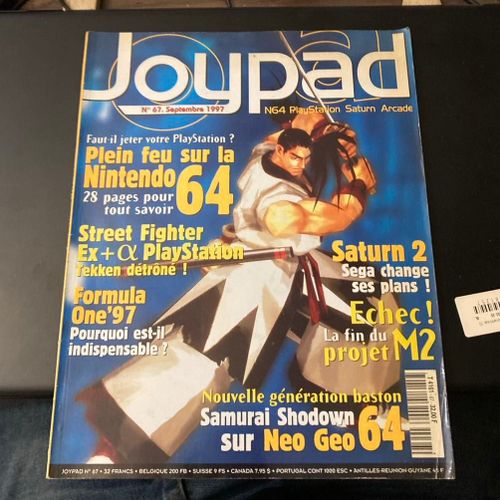 Joypad
N° 67. Septembre 1997
N64 PlayStation Saturn Arcade
Faut-il jeter votre PlayStation ?
Plein feu sur la
Nintendo 64
28 pages pour
tout savoir
Street Fighter
Ex+α PlayStation
Tekken détrôné !
Saturn 2
Sega change
ses plans !
Formula
One'97
Pourquoi est-il
indispensable ?
Echec !
La fin du
projet M2
Nouvelle génération baston
Samurai Shodown
sur Neo Geo 64
JOYPAD N° 67 • 32 FRANCS • BELGIQUE 200 FB • SUISSE 9 FS • CANADA 7,95 $ • PORTUGAL CONT 1000 ESC • ANTILLES-REUNION-GUYANE 45 F